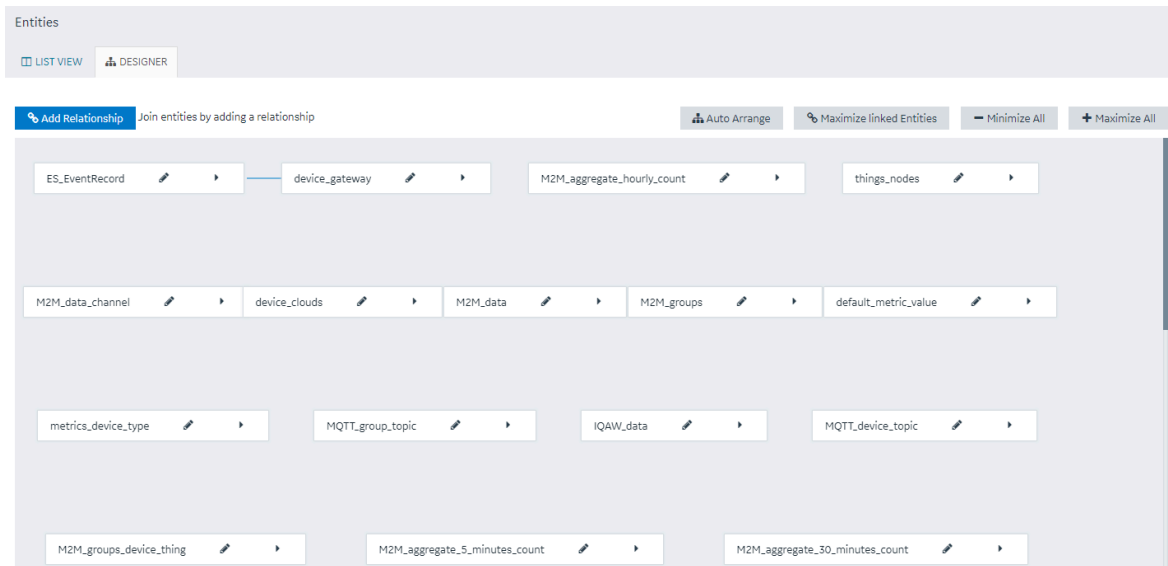 Entities
LIST VIEW DESIGNER
Add Relationship Join entities by adding a relationship Auto Arrange Maximize linked Entities Minimize All Maximize All
ES_EventRecord device_gateway M2M_aggregate_hourly_count things_nodes
M2M_data_channel device_clouds M2M_data M2M_groups default_metric_value
metrics_device_type MQTT_group_topic IQAW_data MQTT_device_topic
M2M_groups_device_thing M2M_aggregate_5_minutes_count M2M_aggregate_30_minutes_count